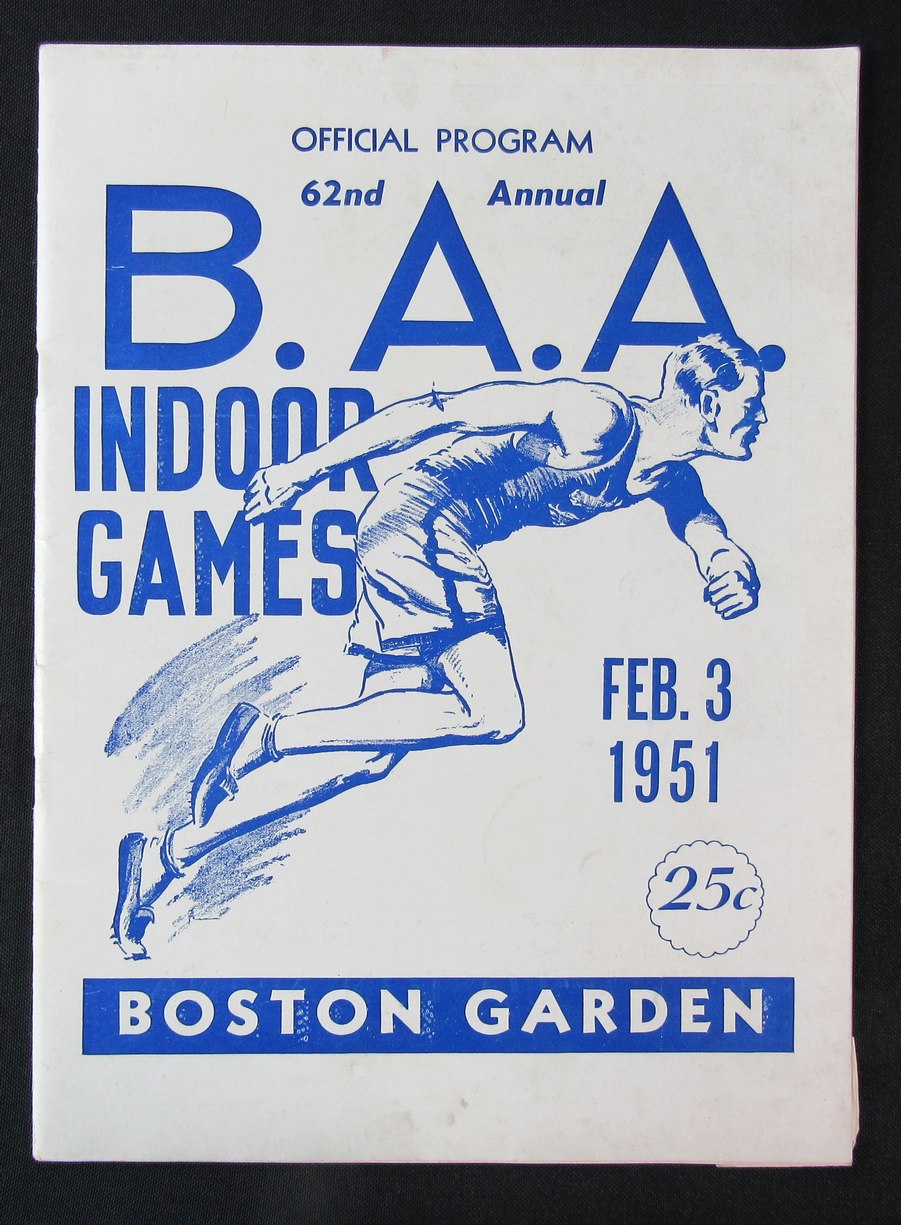 OFFICIAL PROGRAM
62nd Annual
B.A.A.
INDOOR
GAMES
FEB. 3
1951
25c
BOSTON GARDEN